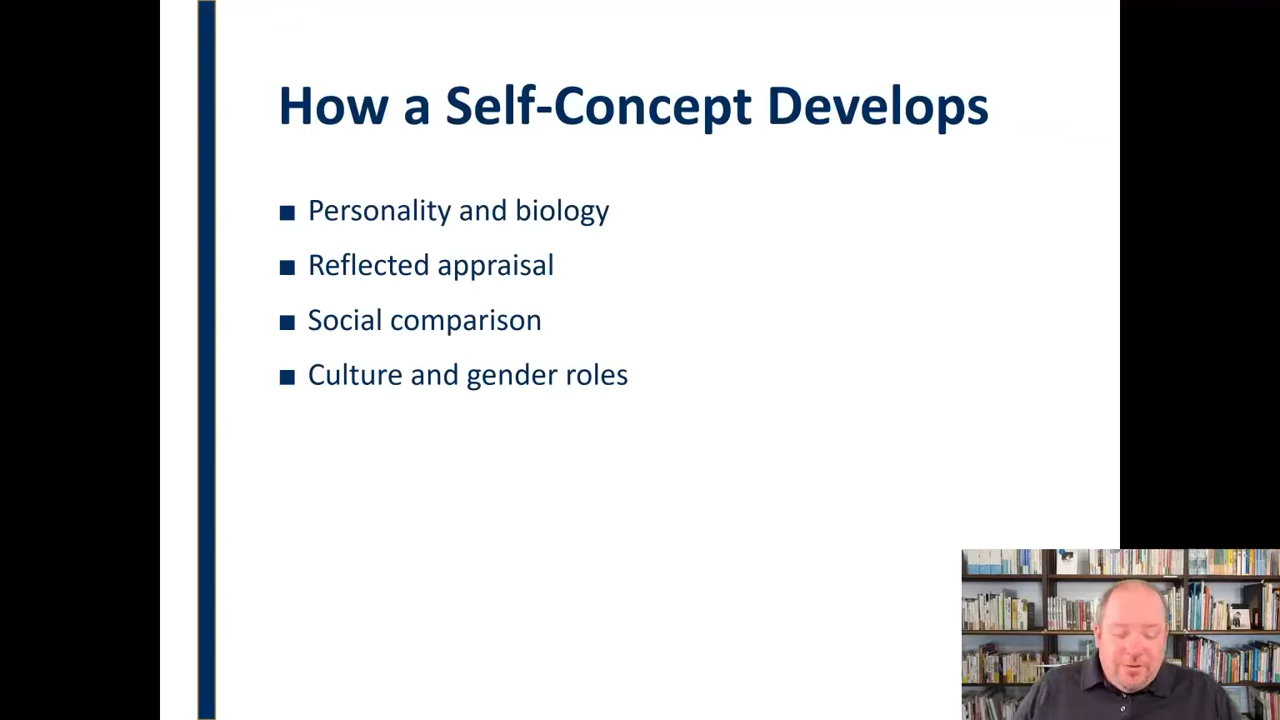 How a Self-Concept Develops
■ Personality and biology
■ Reflected appraisal
■ Social comparison
■ Culture and gender roles